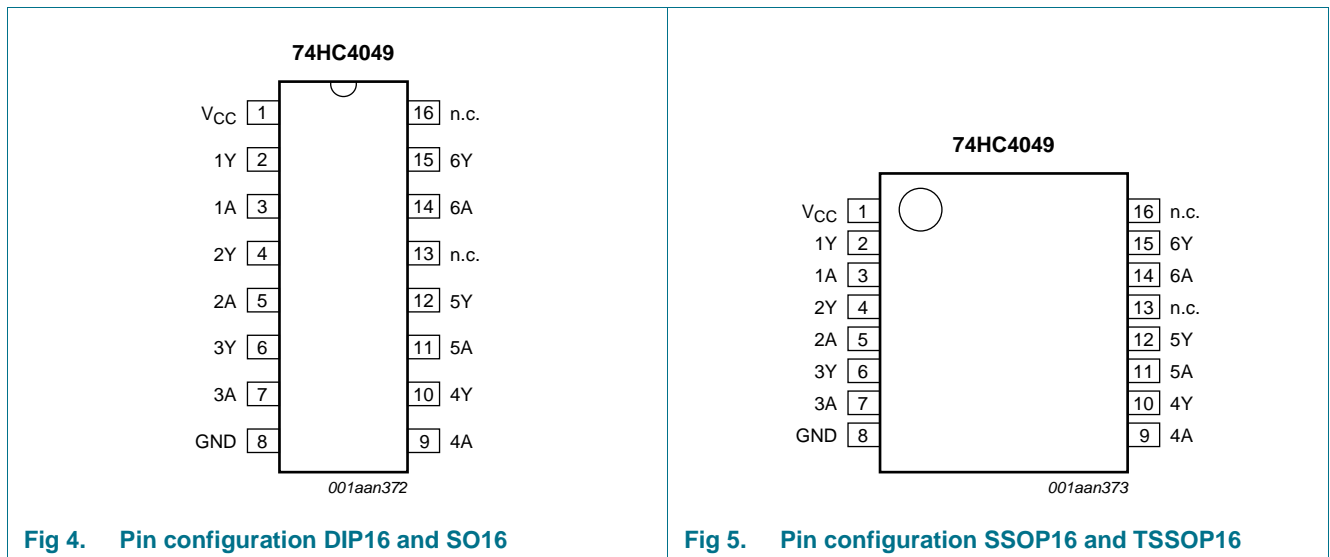 74HC4049
VCC 1 16 n.c.
1Y 2 15 6Y
1A 3 14 6A
2Y 4 13 n.c.
2A 5 12 5Y
3Y 6 11 5A
3A 7 10 4Y
GND 8 9 4A
001aan372
Fig 4. Pin configuration DIP16 and SO16
74HC4049
VCC 1 16 n.c.
1Y 2 15 6Y
1A 3 14 6A
2Y 4 13 n.c.
2A 5 12 5Y
3Y 6 11 5A
3A 7 10 4Y
GND 8 9 4A
001aan373
Fig 5. Pin configuration SSOP16 and TSSOP16